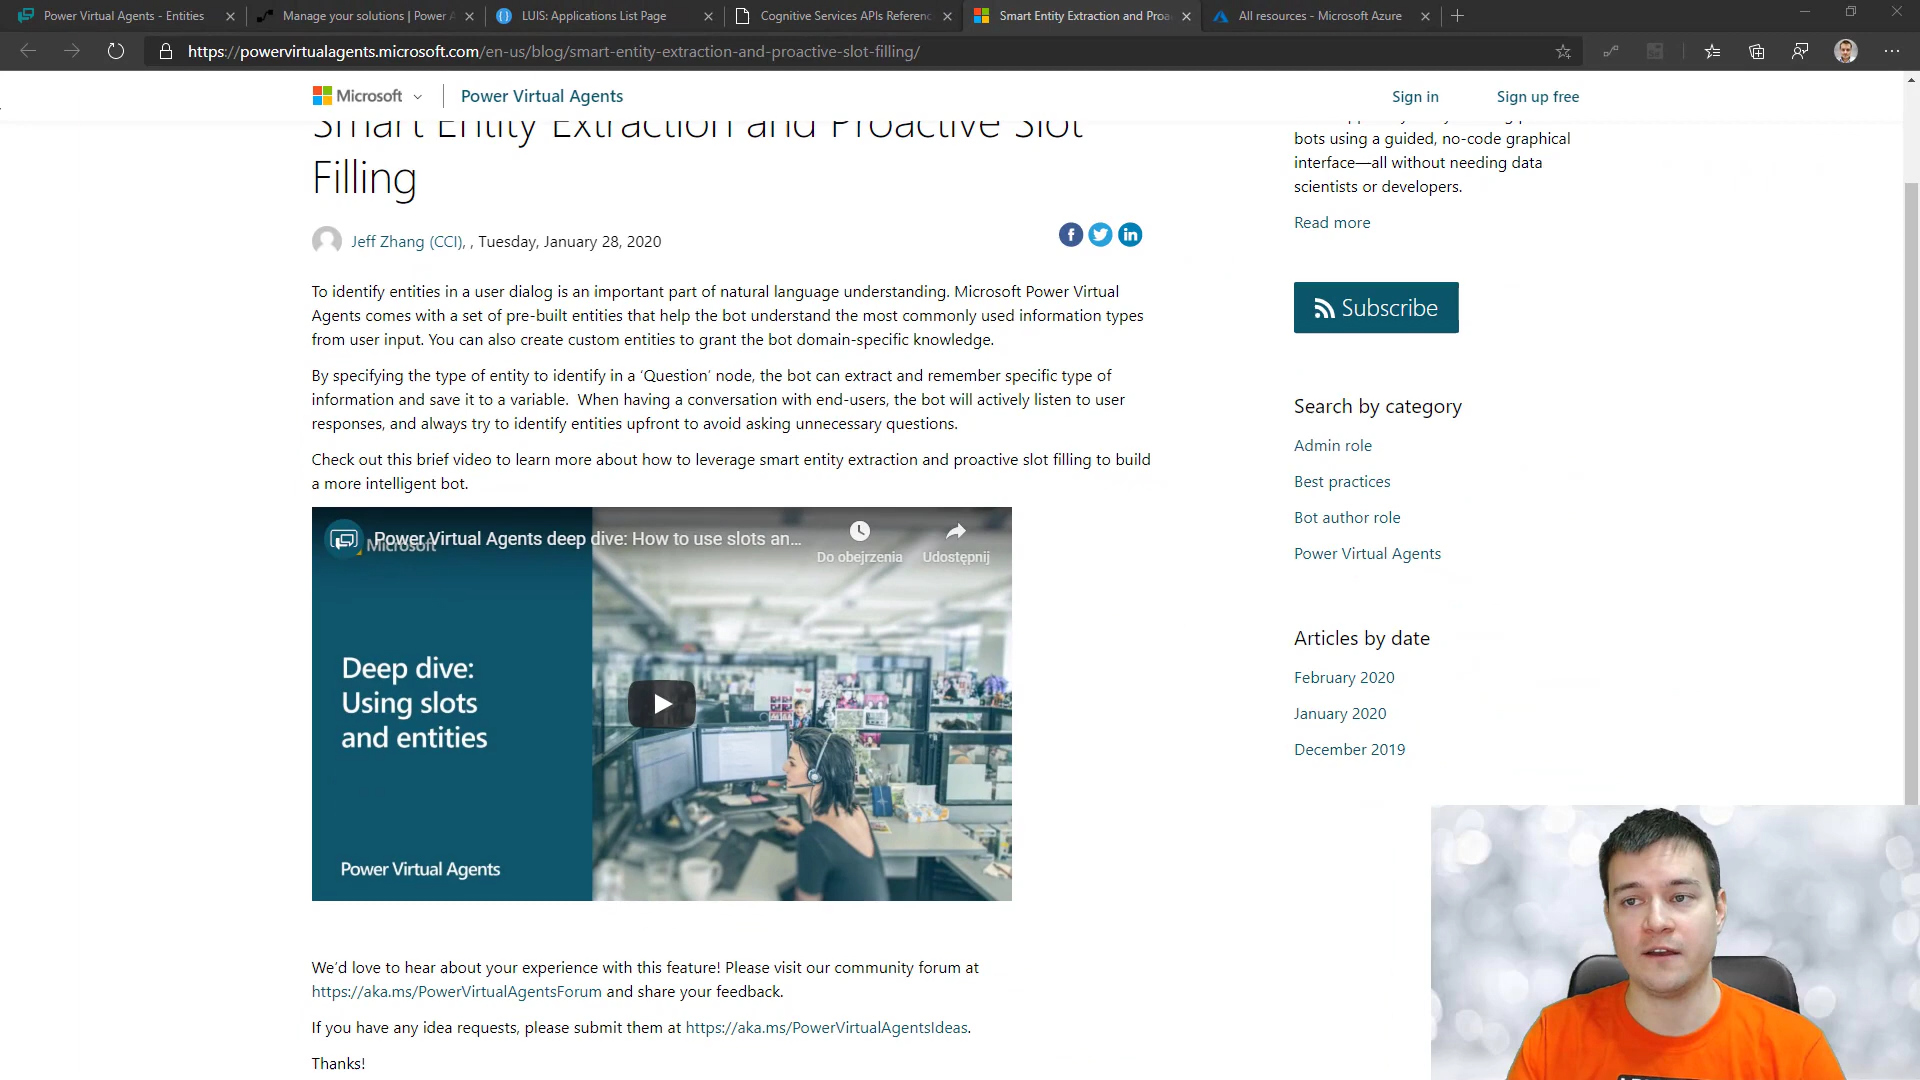 Power Virtual Agents - Entities
Manage your solutions | Power A
LUIS: Applications List Page
Cognitive Services APIs Referenc
Smart Entity Extraction and Proa
All resources - Microsoft Azure
https://powervirtualagents.microsoft.com/en-us/blog/smart-entity-extraction-and-proactive-slot-filling/
Microsoft
Power Virtual Agents
Sign in
Sign up free
Smart Entity Extraction and Proactive Slot
Filling
Jeff Zhang (CCI), , Tuesday, January 28, 2020
To identify entities in a user dialog is an important part of natural language understanding. Microsoft Power Virtual
Agents comes with a set of pre-built entities that help the bot understand the most commonly used information types
from user input. You can also create custom entities to grant the bot domain-specific knowledge.
By specifying the type of entity to identify in a ‘Question’ node, the bot can extract and remember specific type of
information and save it to a variable.  When having a conversation with end-users, the bot will actively listen to user
responses, and always try to identify entities upfront to avoid asking unnecessary questions.
Check out this brief video to learn more about how to leverage smart entity extraction and proactive slot filling to build
a more intelligent bot.
Power Virtual Agents deep dive: How to use slots an...
Microsoft
Do obejrzenia
Udostępnij
Deep dive:
Using slots
and entities
Power Virtual Agents
We’d love to hear about your experience with this feature! Please visit our community forum at
https://aka.ms/PowerVirtualAgentsForum and share your feedback.
If you have any idea requests, please submit them at https://aka.ms/PowerVirtualAgentsIdeas.
Thanks!
bots using a guided, no-code graphical
interface—all without needing data
scientists or developers.
Read more
Subscribe
Search by category
Admin role
Best practices
Bot author role
Power Virtual Agents
Articles by date
February 2020
January 2020
December 2019